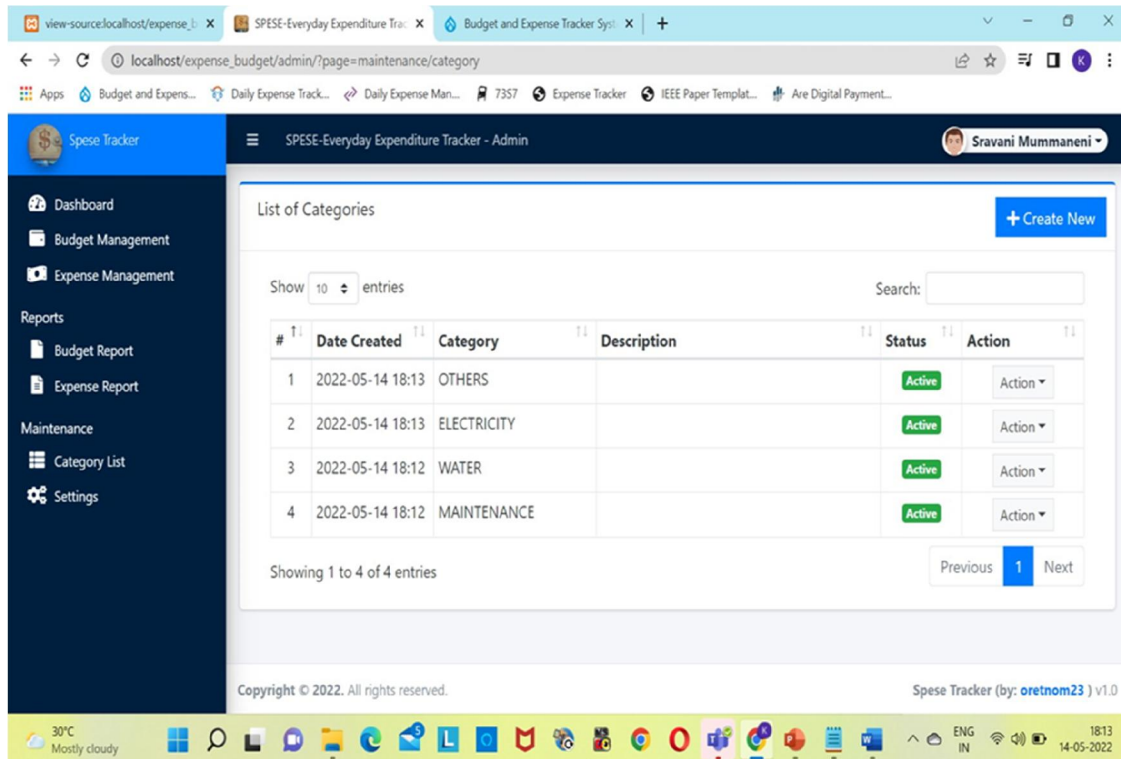 view-source:localhost/expense_b SPESE-Everyday Expenditure Trac Budget and Expense Tracker Syst
localhost/expense_budget/admin/?page=maintenance/category K
Apps Budget and Expens... Daily Expense Track... Daily Expense Man... 7357 Expense Tracker IEEE Paper Templat... Are Digital Payment...
Spese Tracker SPESE-Everyday Expenditure Tracker - Admin Sravani Mummaneni
Dashboard
Budget Management
Expense Management
Reports
Budget Report
Expense Report
Maintenance
Category List
Settings
List of Categories
+ Create New
Show 10 entries Search:
# Date Created Category Description Status Action
1 2022-05-14 18:13 OTHERS Active Action
2 2022-05-14 18:13 ELECTRICITY Active Action
3 2022-05-14 18:12 WATER Active Action
4 2022-05-14 18:12 MAINTENANCE Active Action
Showing 1 to 4 of 4 entries Previous 1 Next
Copyright © 2022. All rights reserved. Spese Tracker (by: oretnom23 ) v1.0
30°C
Mostly cloudy
ENG
IN
18:13
14-05-2022